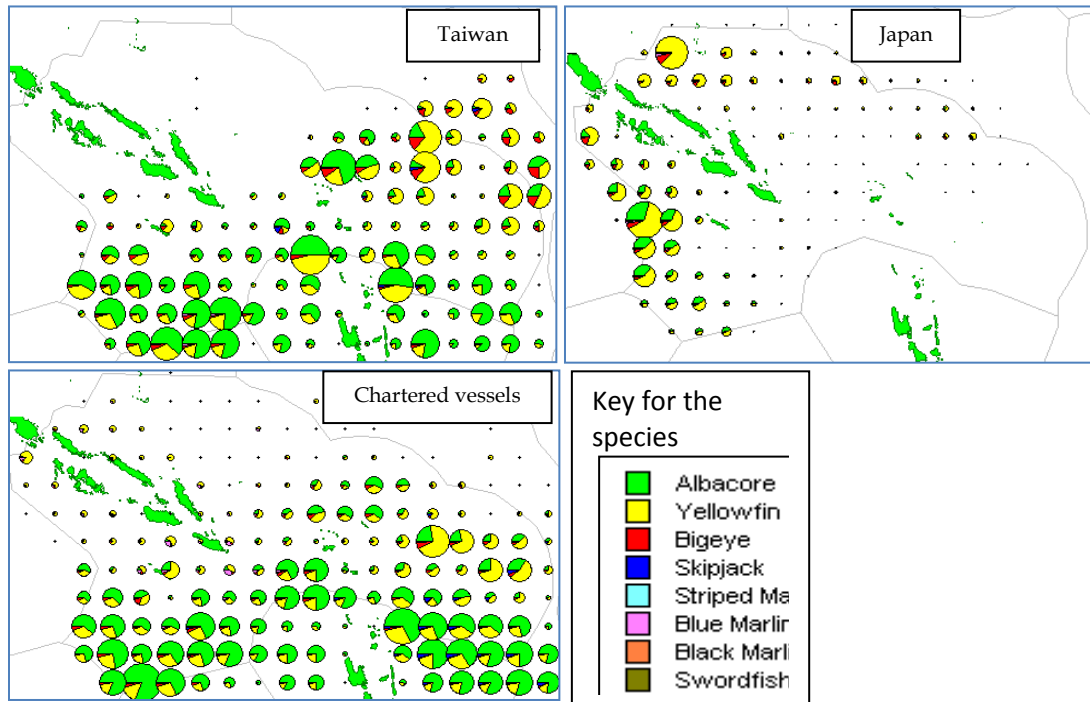 Taiwan
Japan
Chartered vessels
Key for the
species
Albacore
Yellowfin
Bigeye
Skipjack
Striped Ma
Blue Marlin
Black Marli
Swordfish